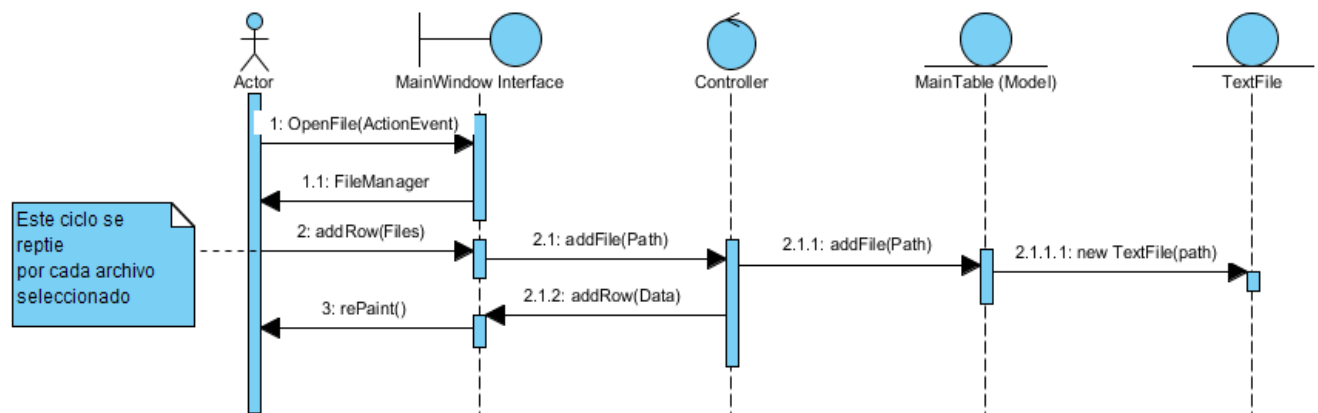 Actor
MainWindow Interface
Controller
MainTable (Model)
TextFile
1: OpenFile(ActionEvent)
1.1: FileManager
Este ciclo se
reptie
por cada archivo
seleccionado
2: addRow(Files)
2.1: addFile(Path)
2.1.1: addFile(Path)
2.1.1.1: new TextFile(path)
2.1.2: addRow(Data)
3: rePaint()